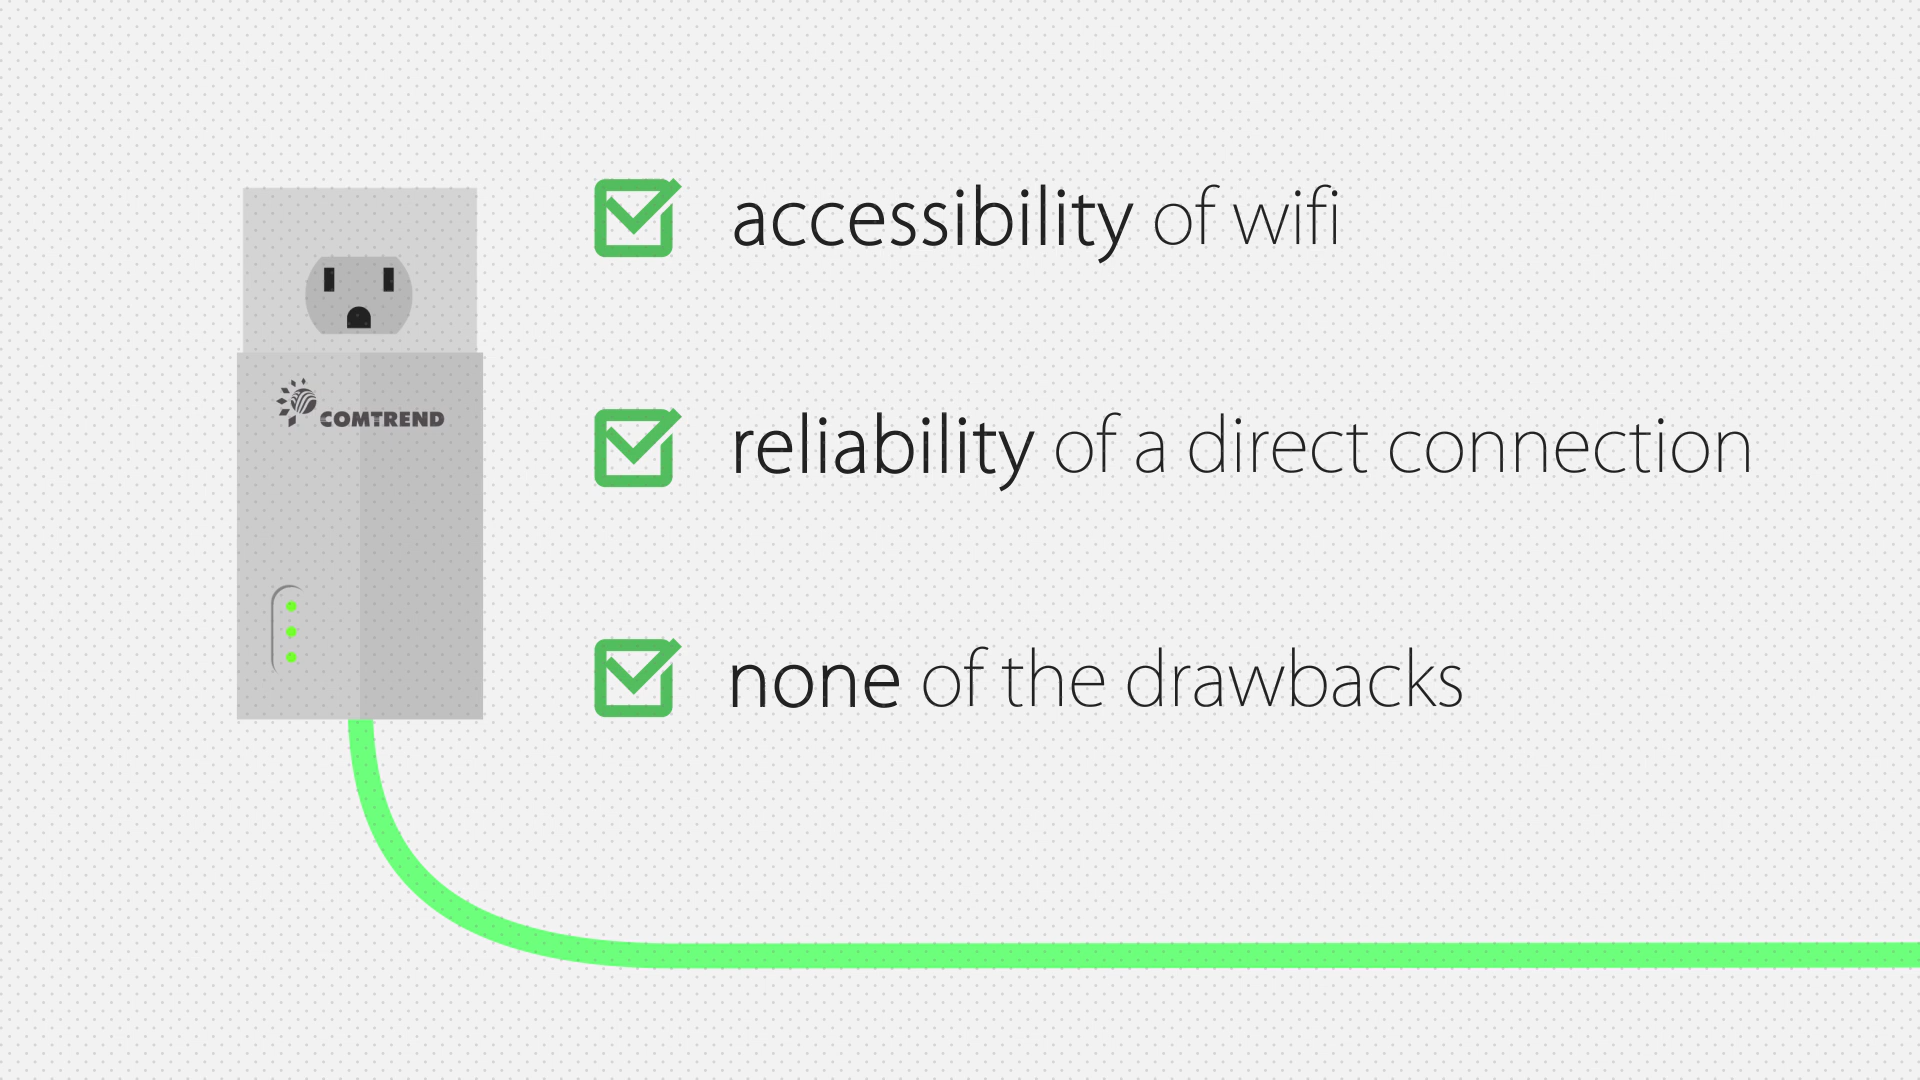 accessibility of wifi
COMTREND
reliability of a direct connection
none of the drawbacks